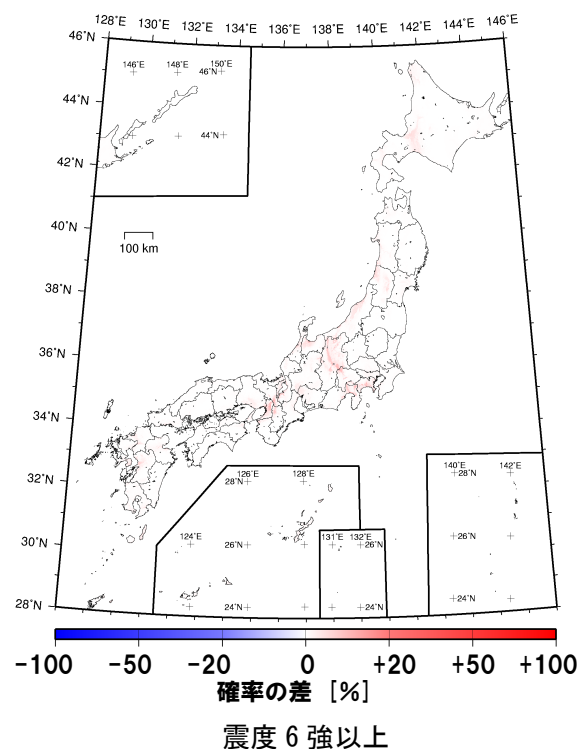 128°E 130°E 132°E 134°E 136°E 138°E 140°E 142°E 144°E 146°E
46°N
146°E 148°E 150°E
46°N
44°N
44°N
42°N
40°N
100 km
38°N
36°N
34°N
32°N
126°E 128°E
28°N
140°E 142°E
28°N
124°E
26°N
131°E 132°E
26°N
26°N
30°N
24°N
24°N
24°N
28°N
-100 -50 -20 0 +20 +50 +100
確率の差 [%]
震度6強以上